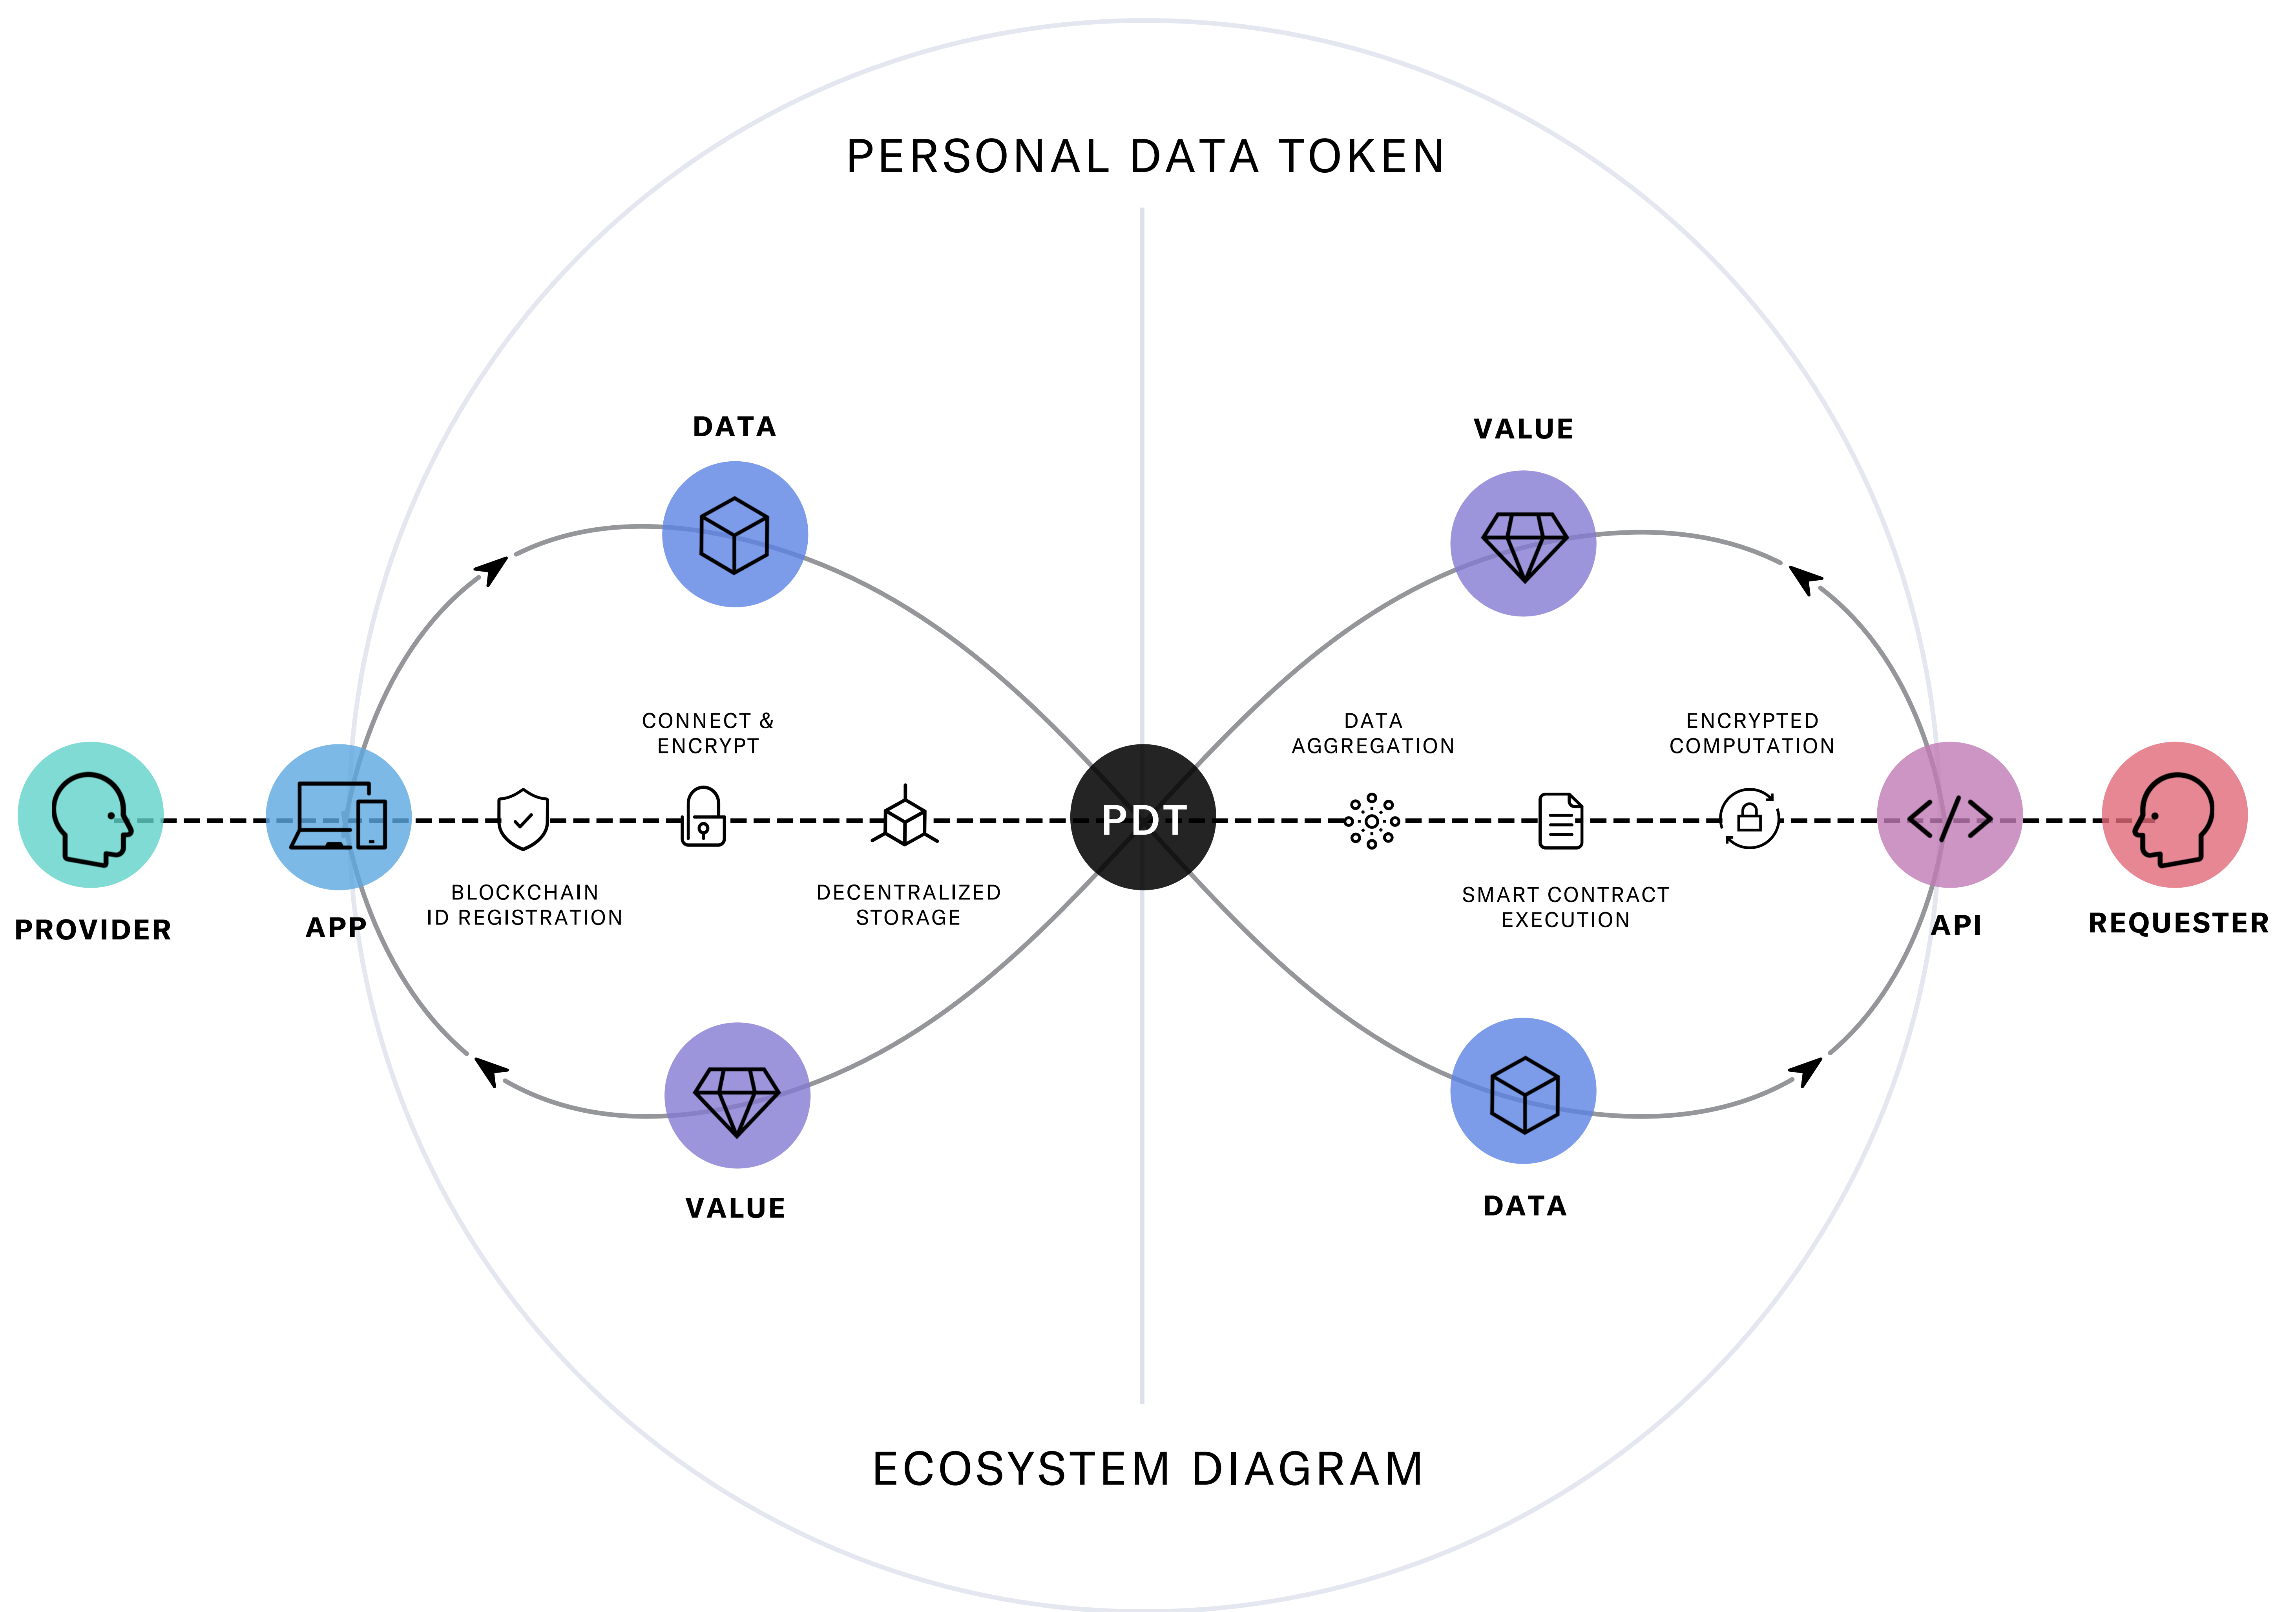 PERSONAL DATA TOKEN
DATA
VALUE
CONNECT &
ENCRYPT
DATA
AGGREGATION
ENCRYPTED
COMPUTATION
PDT
BLOCKCHAIN
ID REGISTRATION
DECENTRALIZED
STORAGE
SMART CONTRACT
EXECUTION
PROVIDER
APP
API
REQUESTER
VALUE
DATA
ECOSYSTEM DIAGRAM